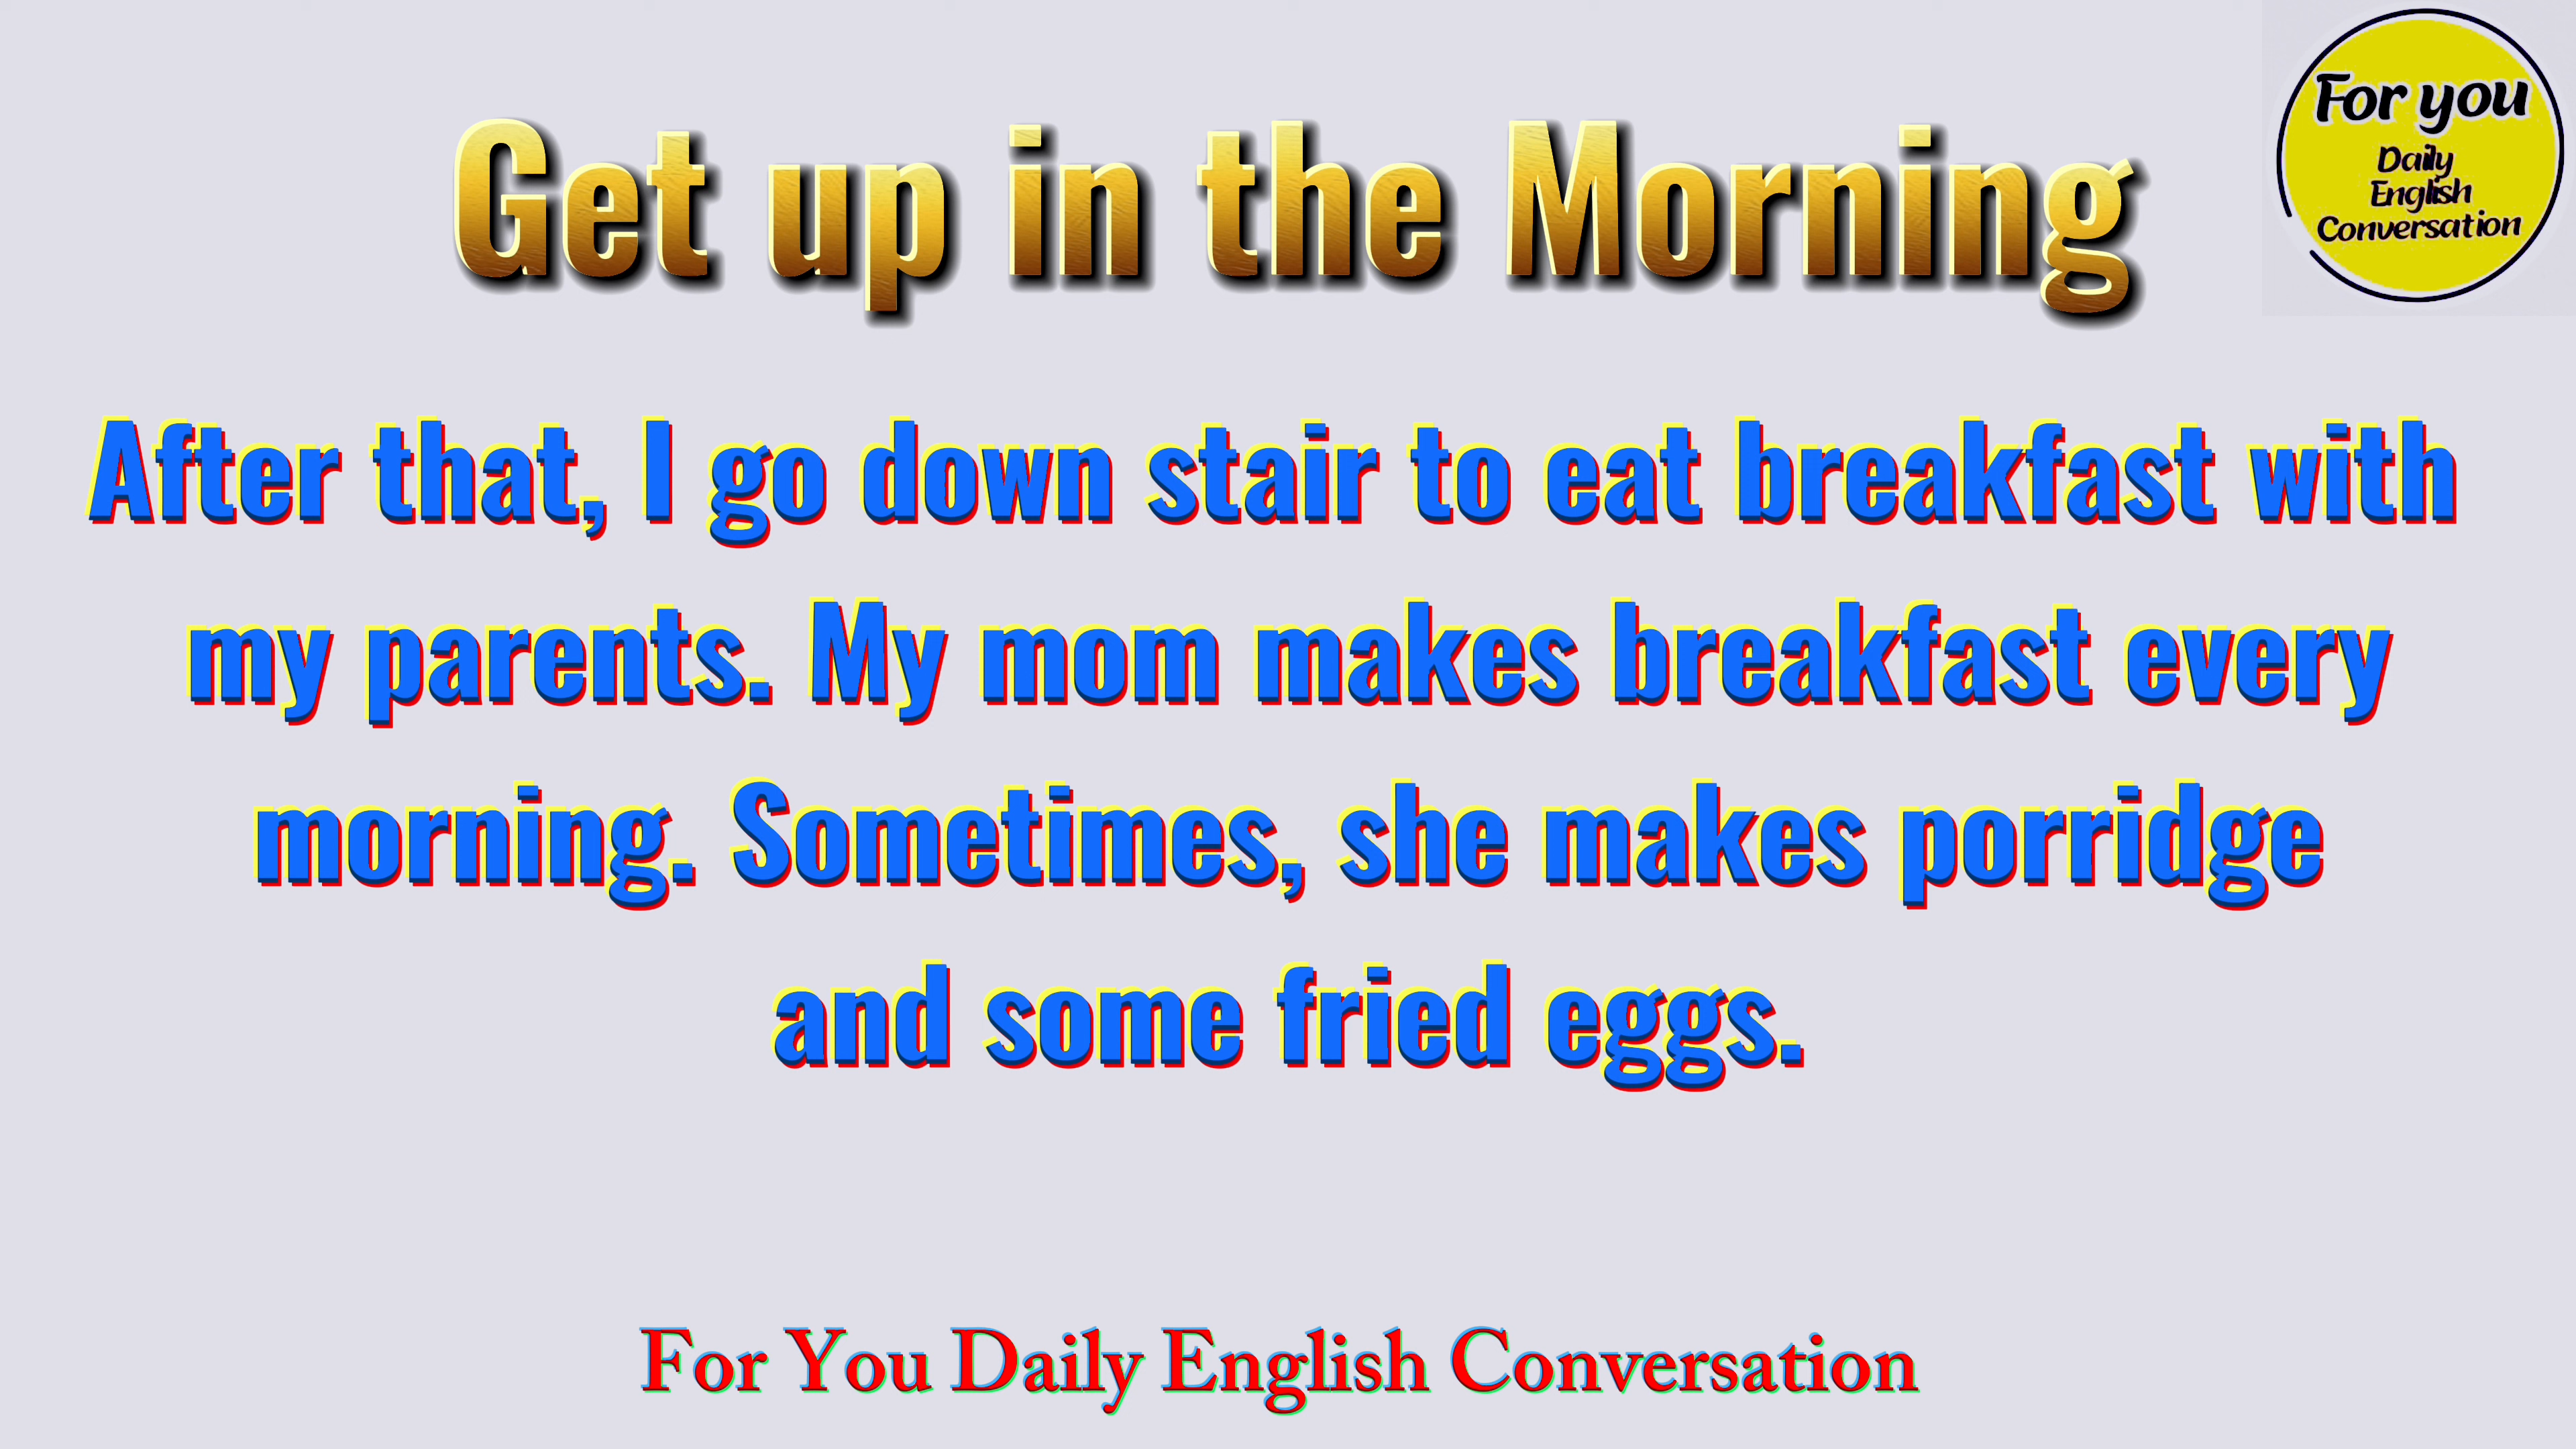 For you
Daily
English
Conversation
Get up in the Morning
After that, I go down stair to eat breakfast with
my parents. My mom makes breakfast every
morning. Sometimes, she makes porridge
and some fried eggs.
For You Daily English Conversation